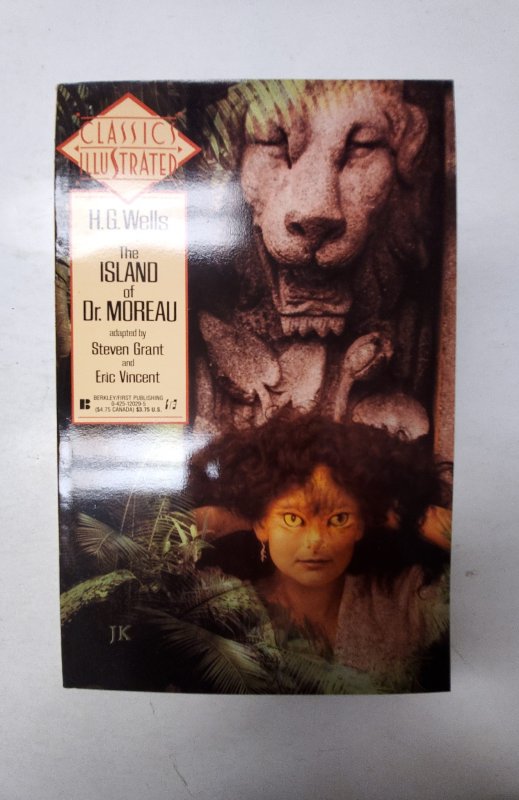 CLASSICS
ILLUSTRATED
H.G. Wells
The
ISLAND
of
Dr. MOREAU
adapted by
Steven Grant
and
Eric Vincent
BERKLEY/FIRST PUBLISHING
0-425-12020-5
($4.75 CANADA) $3.75 U.S.
JK